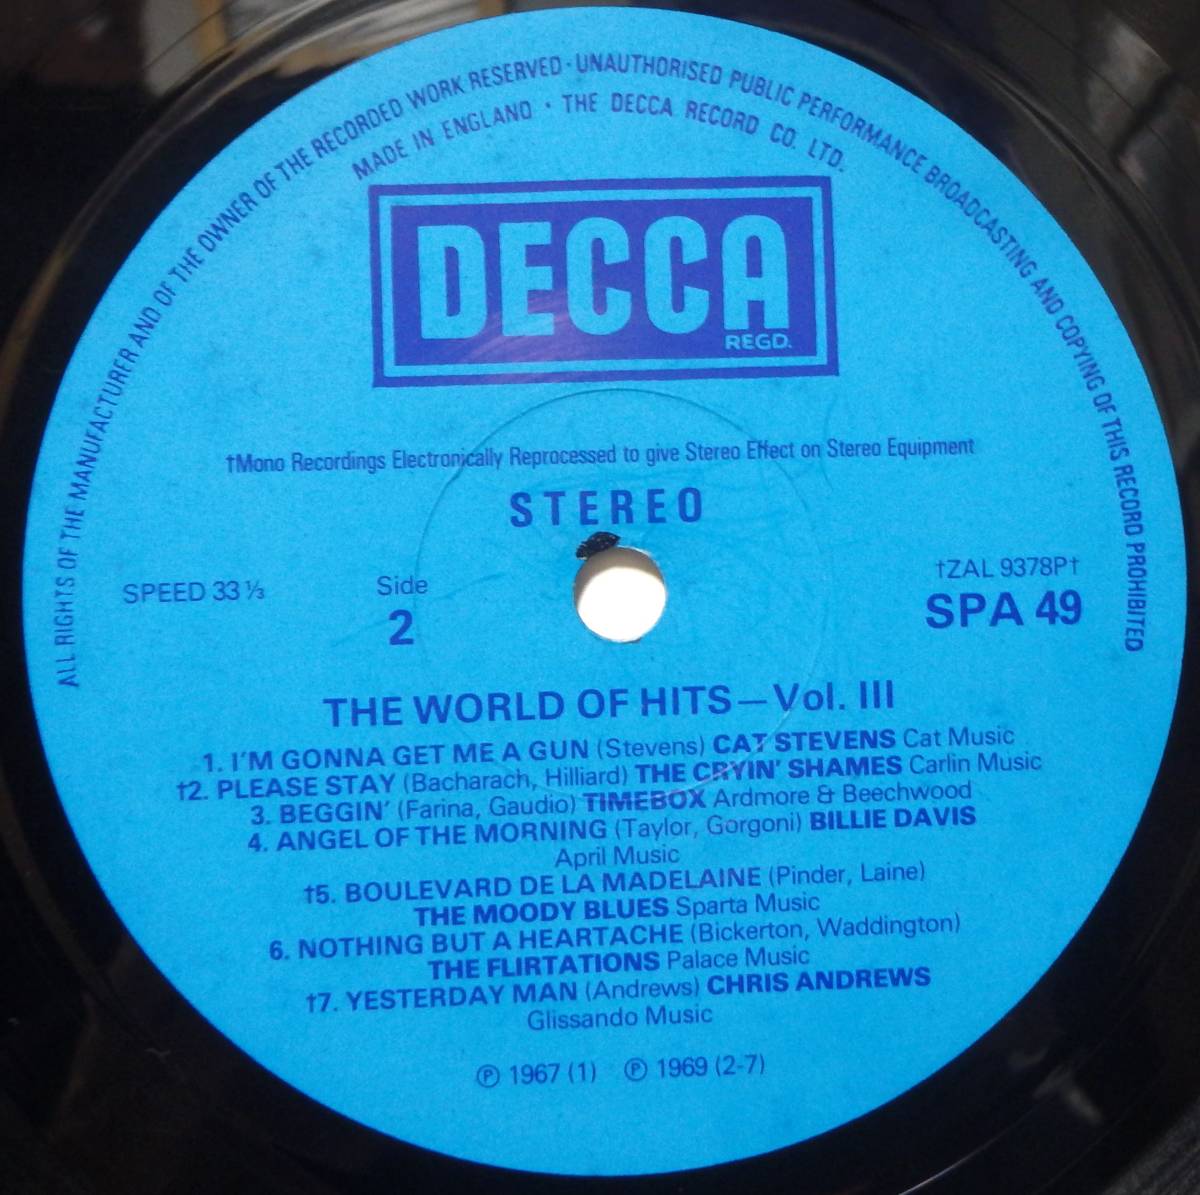 ALL RIGHTS OF THE MANUFACTURER AND OF THE OWNER OF THE RECORDED WORK RESERVED · UNAUTHORISED PUBLIC PERFORMANCE BROADCASTING AND COPYING OF THIS RECORD PROHIBITED
MADE IN ENGLAND · THE DECCA RECORD CO. LTD.
DECCA
REGD.
†Mono Recordings Electronically Reprocessed to give Stereo Effect on Stereo Equipment
STEREO
SPEED 33 ⅓
Side
2
†ZAL 9378P†
SPA 49
THE WORLD OF HITS — Vol. III
1. I'M GONNA GET ME A GUN (Stevens) CAT STEVENS Cat Music
†2. PLEASE STAY (Bacharach, Hilliard) THE CRYIN' SHAMES Carlin Music
3. BEGGIN' (Farina, Gaudio) TIMEBOX Ardmore & Beechwood
4. ANGEL OF THE MORNING (Taylor, Gorgoni) BILLIE DAVIS
April Music
†5. BOULEVARD DE LA MADELAINE (Pinder, Laine)
THE MOODY BLUES Sparta Music
6. NOTHING BUT A HEARTACHE (Bickerton, Waddington)
THE FLIRTATIONS Palace Music
†7. YESTERDAY MAN (Andrews) CHRIS ANDREWS
Glissando Music
℗ 1967 (1) ℗ 1969 (2-7)